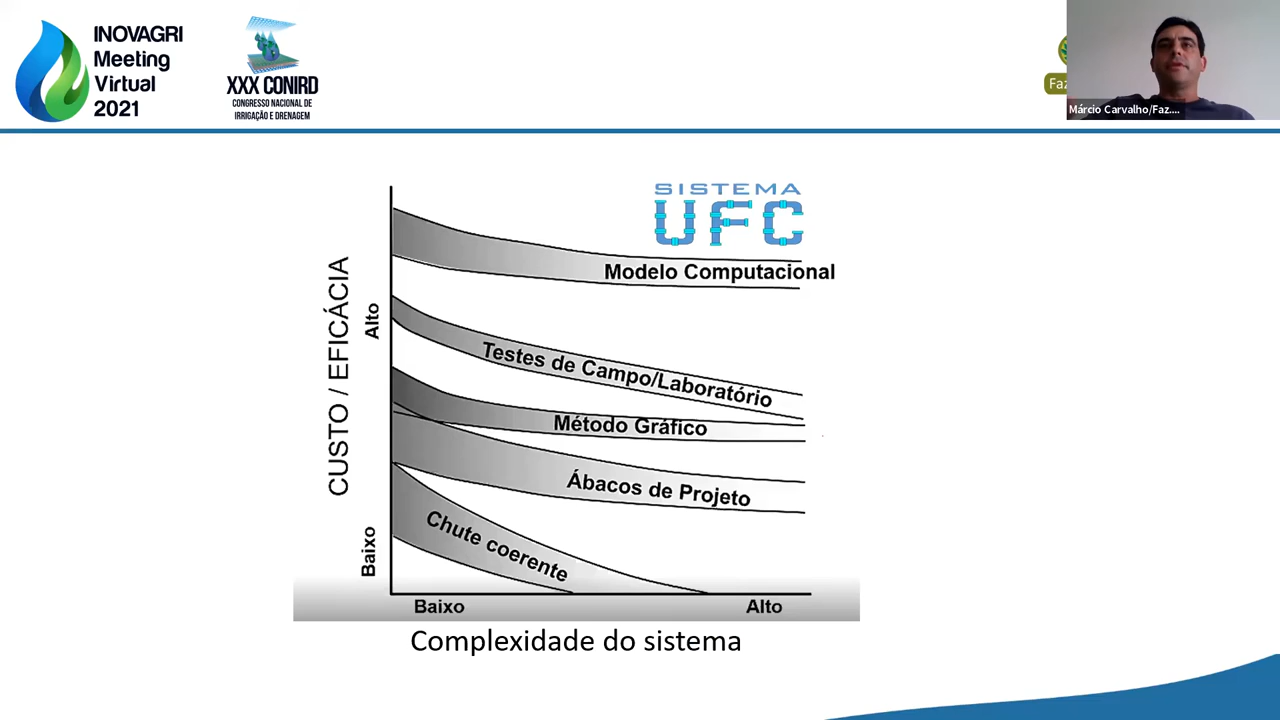 INOVAGRI
Meeting
Virtual
2021
XXX CONIRD
CONGRESSO NACIONAL DE
IRRIGAÇÃO E DRENAGEM
Faz
Márcio Carvalho/Faz....
SISTEMA
UFC
Modelo Computacional
Testes de Campo/Laboratório
Método Gráfico
Ábacos de Projeto
Chute coerente
CUSTO / EFICÁCIA
Alto
Baixo
Baixo
Alto
Complexidade do sistema